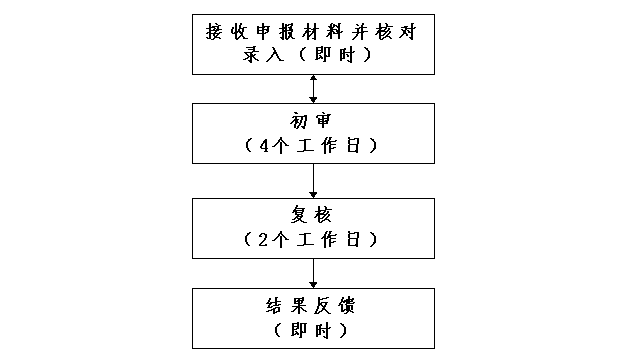 接收申报材料并核对
录入（即时）
初审
（4个工作日）
复核
（2个工作日）
结果反馈
（即时）